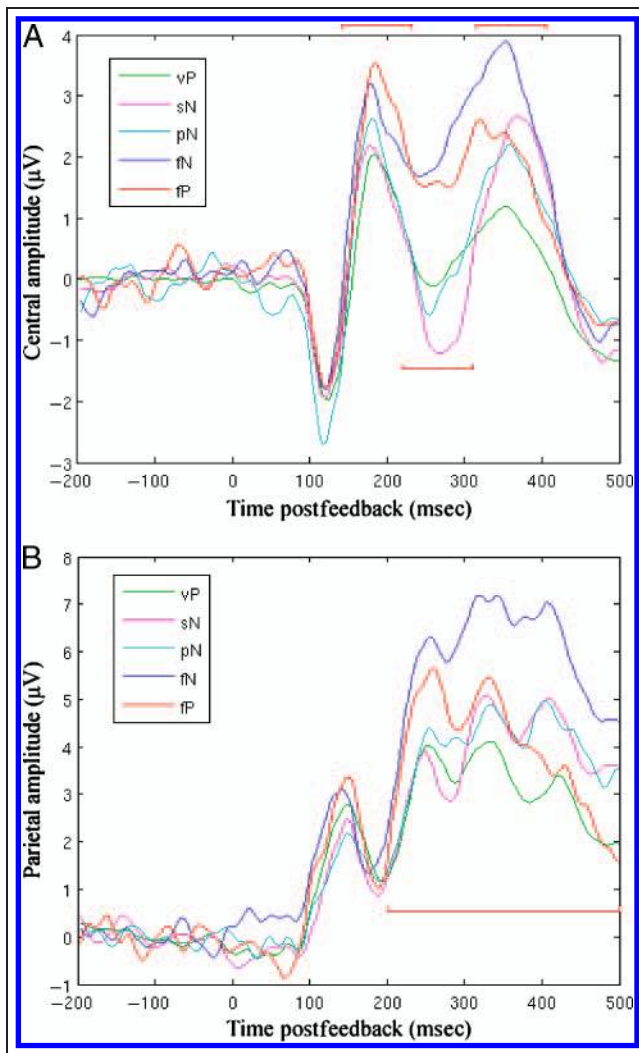 A
Central amplitude (µV)
4
3
2
1
0
−1
−2
−3
vP
sN
pN
fN
fP
−200 −100 0 100 200 300 400 500
Time postfeedback (msec)
B
Parietal amplitude (µV)
8
7
6
5
4
3
2
1
0
−1
vP
sN
pN
fN
fP
−200 −100 0 100 200 300 400 500
Time postfeedback (msec)